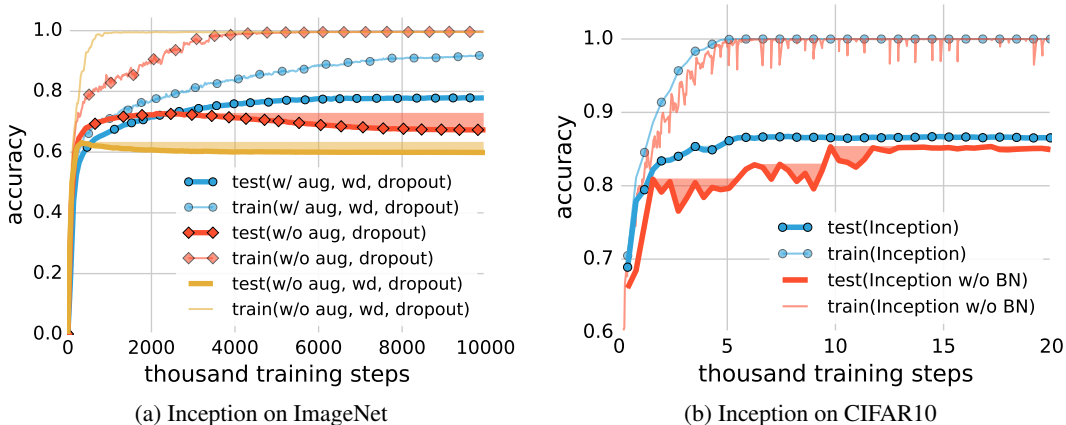 accuracy
1.0
0.8
0.6
0.4
0.2
0.0
test(w/ aug, wd, dropout)
train(w/ aug, wd, dropout)
test(w/o aug, dropout)
train(w/o aug, dropout)
test(w/o aug, wd, dropout)
train(w/o aug, wd, dropout)
0 2000 4000 6000 8000 10000
thousand training steps
(a) Inception on ImageNet
accuracy
1.0
0.9
0.8
0.7
0.6
test(Inception)
train(Inception)
test(Inception w/o BN)
train(Inception w/o BN)
0 5 10 15 20
thousand training steps
(b) Inception on CIFAR10